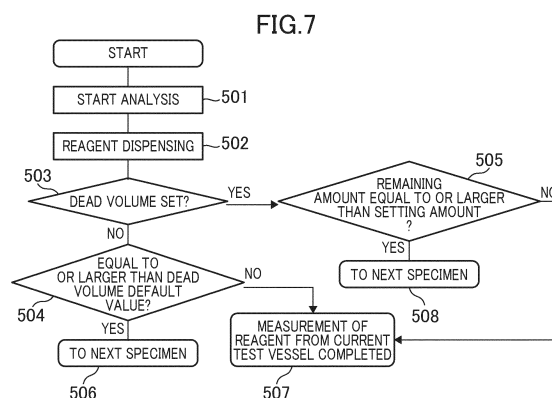 FIG.7
START
START ANALYSIS
501
REAGENT DISPENSING
502
503
DEAD VOLUME SET?
YES
505
REMAINING
AMOUNT EQUAL TO OR LARGER
THAN SETTING AMOUNT
?
NO
NO
YES
EQUAL TO
OR LARGER THAN DEAD
VOLUME DEFAULT
VALUE?
NO
504
TO NEXT SPECIMEN
508
YES
MEASUREMENT OF
REAGENT FROM CURRENT
TEST VESSEL COMPLETED
TO NEXT SPECIMEN
506
507